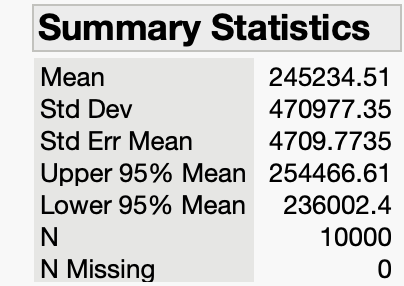 Summary Statistics
Mean 245234.51
Std Dev 470977.35
Std Err Mean 4709.7735
Upper 95% Mean 254466.61
Lower 95% Mean 236002.4
N 10000
N Missing 0